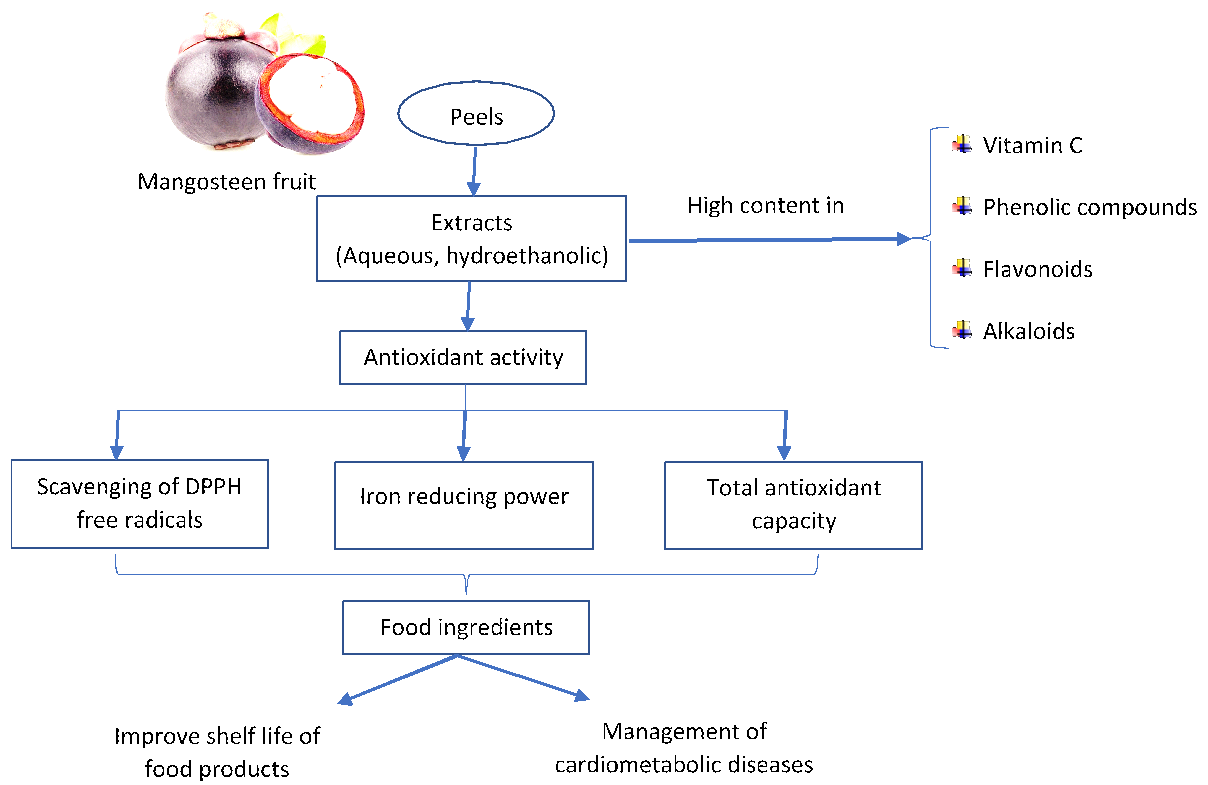 Peels
Mangosteen fruit
Extracts
(Aqueous, hydroethanolic)
High content in
Vitamin C
Phenolic compounds
Flavonoids
Alkaloids
Antioxidant activity
Scavenging of DPPH
free radicals
Iron reducing power
Total antioxidant
capacity
Food ingredients
Improve shelf life of
food products
Management of
cardiometabolic diseases